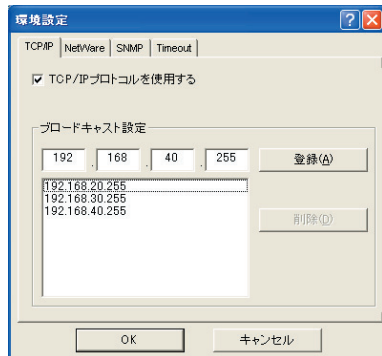 環境設定
TCP/IP NetWare SNMP Timeout
TCP/IPプロトコルを使用する
ブロードキャスト設定
192 . 168 . 40 . 255 登録(A)
192.168.20.255
192.168.30.255
192.168.40.255
削除(D)
OK キャンセル